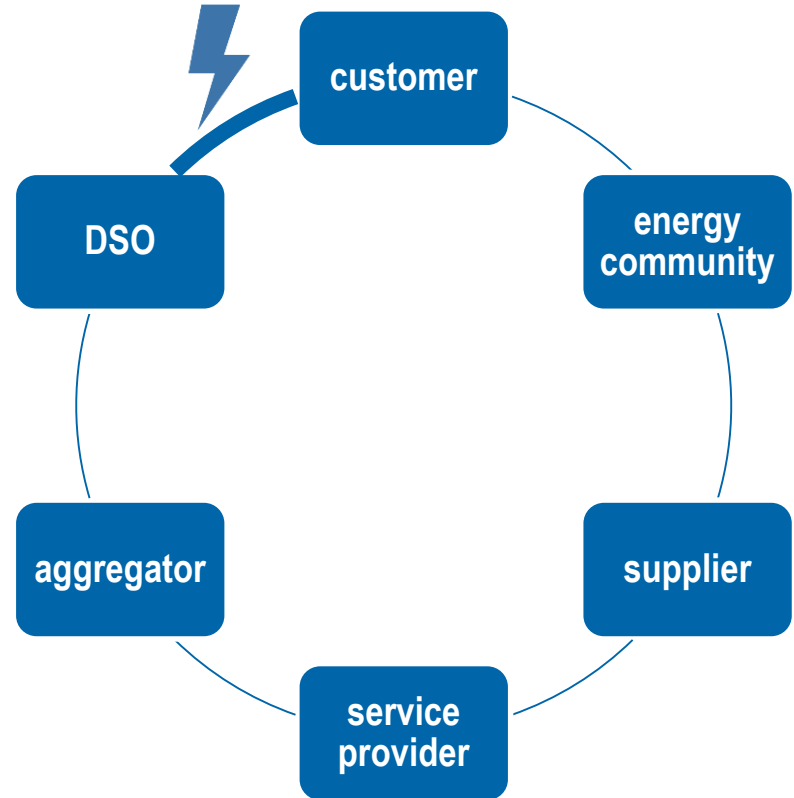 customer
energy
community
supplier
service
provider
aggregator
DSO